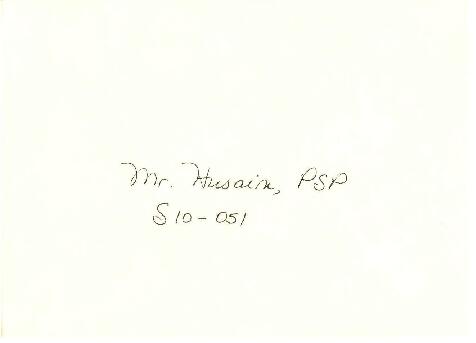 Mr. Husain, PSP
S10-051